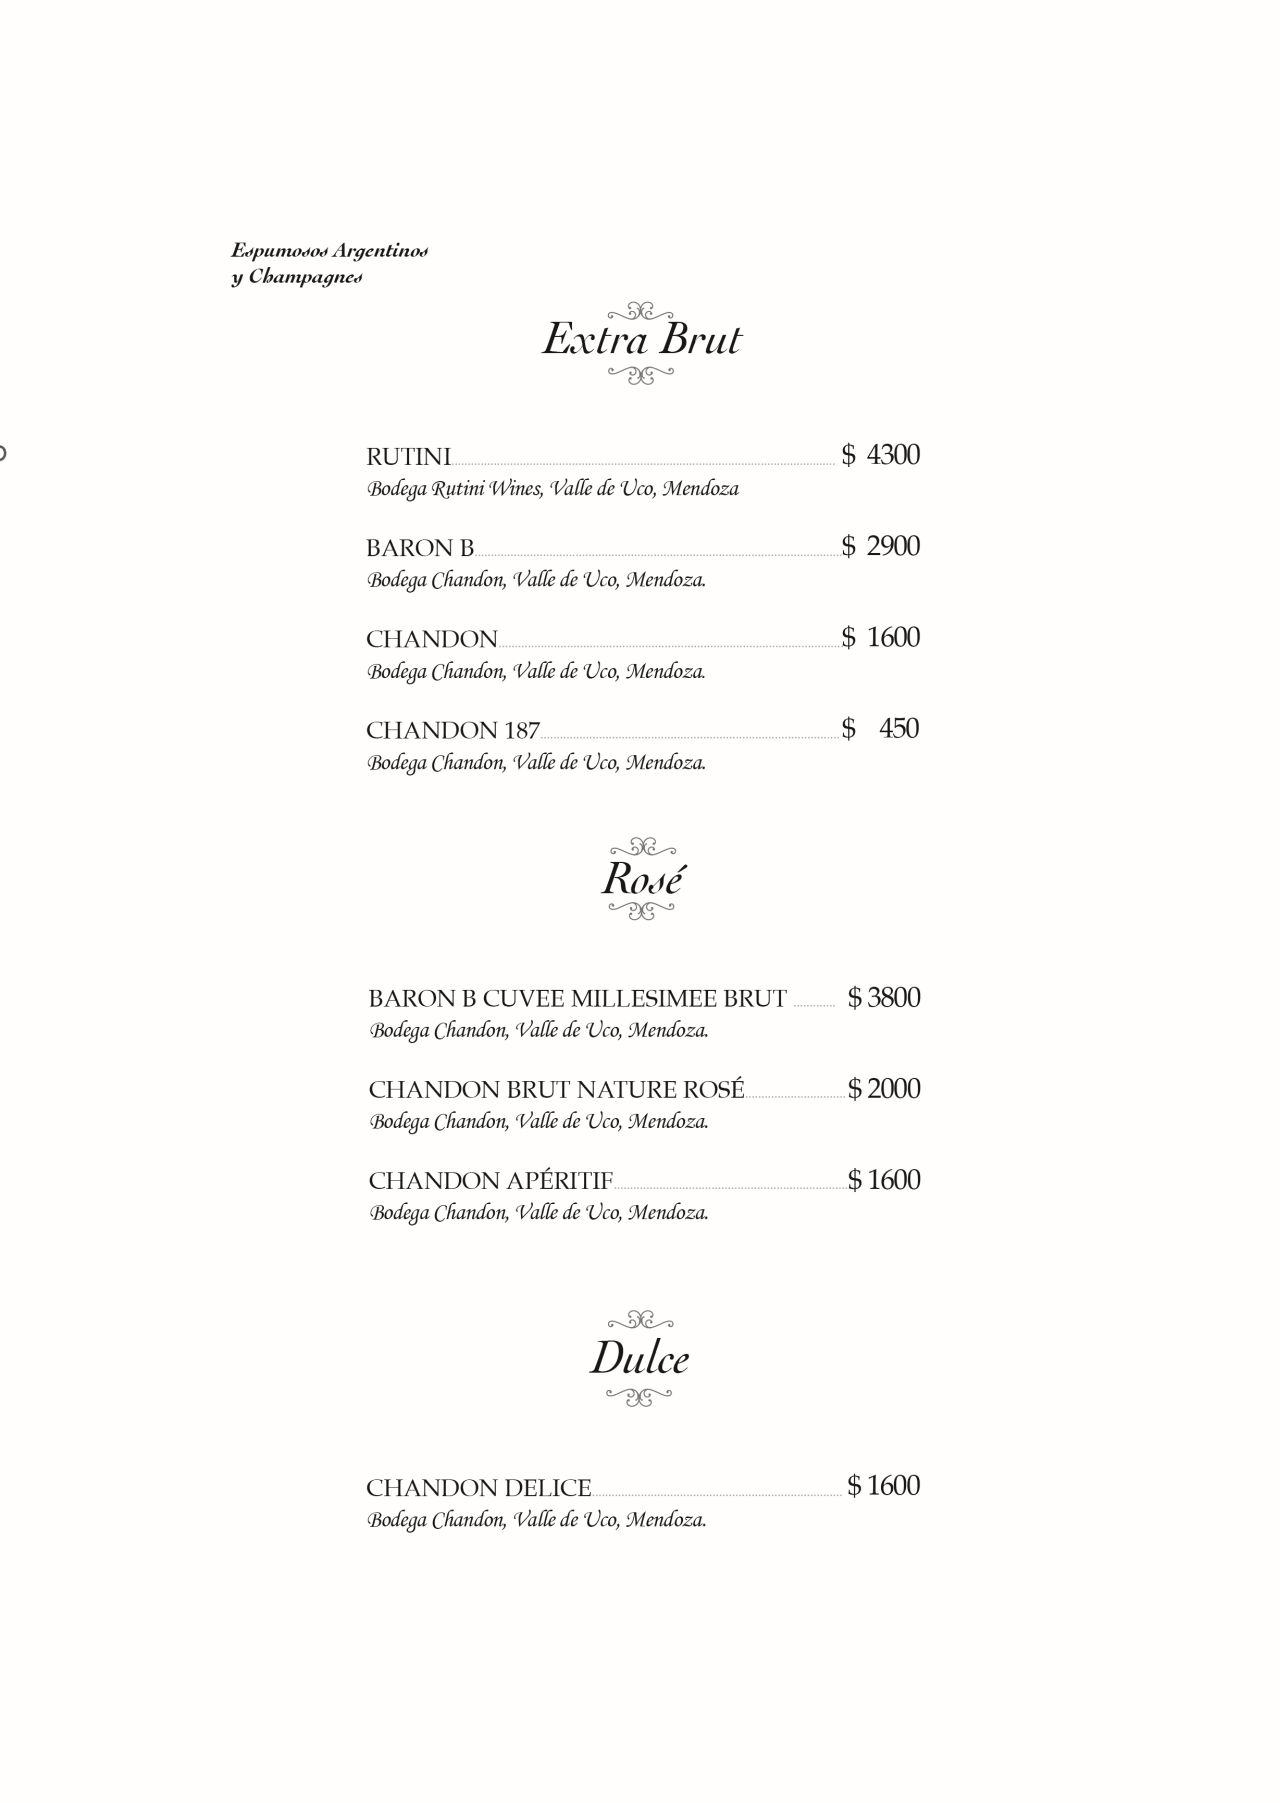 Espumosos Argentinos
y Champagnes
Extra Brut
RUTINI $ 4300
Bodega Rutini Wines, Valle de Uco, Mendoza
BARON B $ 2900
Bodega Chandon, Valle de Uco, Mendoza.
CHANDON $ 1600
Bodega Chandon, Valle de Uco, Mendoza.
CHANDON 187 $ 450
Bodega Chandon, Valle de Uco, Mendoza.
Rosé
BARON B CUVEE MILLESIMEE BRUT $ 3800
Bodega Chandon, Valle de Uco, Mendoza.
CHANDON BRUT NATURE ROSÉ $ 2000
Bodega Chandon, Valle de Uco, Mendoza.
CHANDON APÉRITIF $ 1600
Bodega Chandon, Valle de Uco, Mendoza.
Dulce
CHANDON DELICE $ 1600
Bodega Chandon, Valle de Uco, Mendoza.